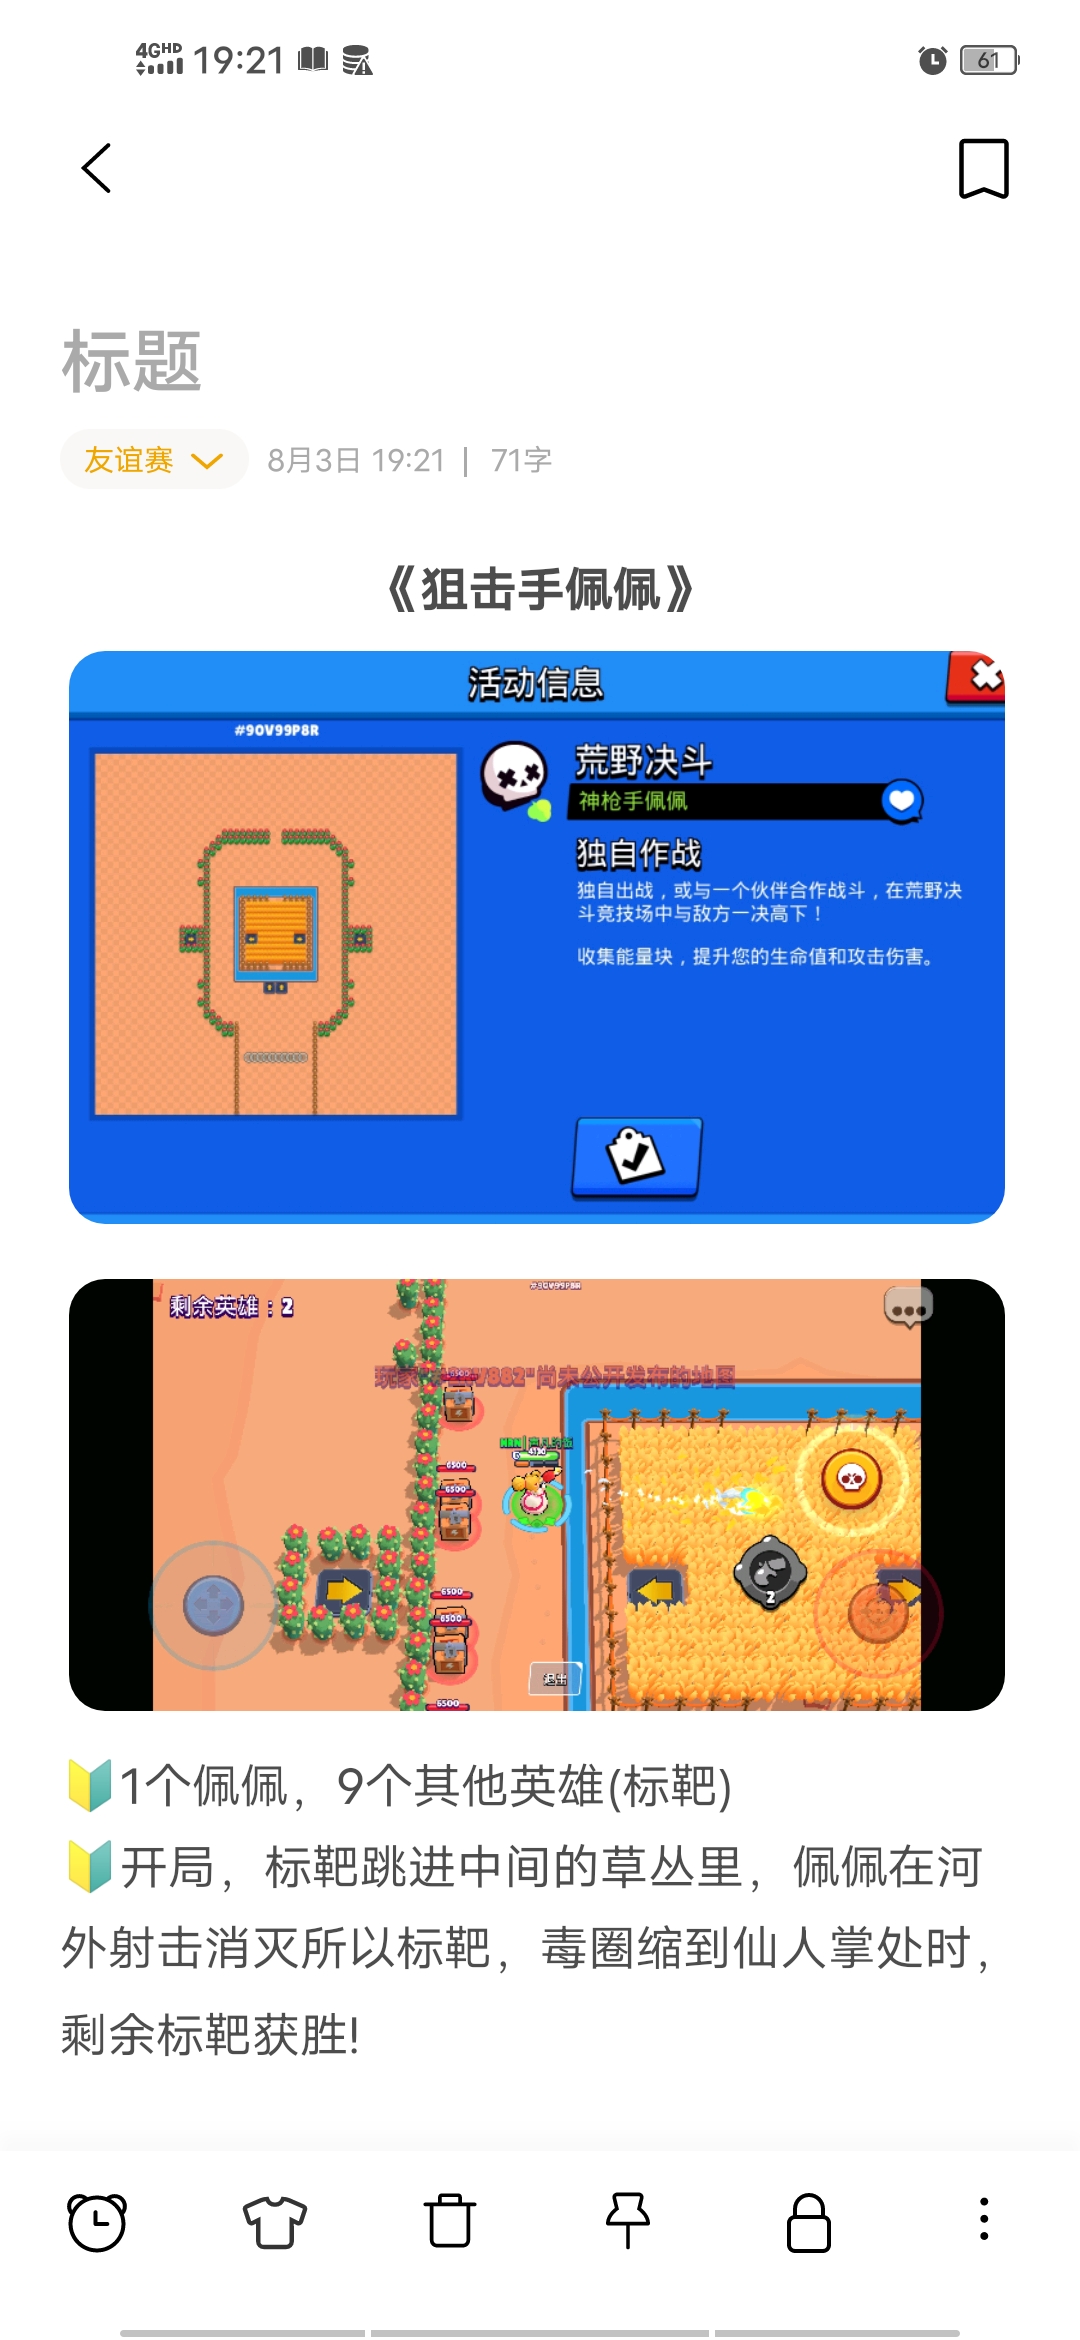 4GHD 19:21 61
标题
友谊赛 8月3日 19:21 | 71字
《狙击手佩佩》
活动信息
#90V99P8R
荒野决斗
神枪手佩佩
独自作战
独自出战，或与一个伙伴合作战斗，在荒野决
斗竞技场中与敌方一决高下！
收集能量块，提升您的生命值和攻击伤害。
#90V99P8R
剩余英雄：2
尚未公开发布的地图
6500
6500
6500
2
6500
6500
退出
6500
🔰1个佩佩，9个其他英雄(标靶)
🔰开局，标靶跳进中间的草丛里，佩佩在河
外射击消灭所以标靶，毒圈缩到仙人掌处时，
剩余标靶获胜!